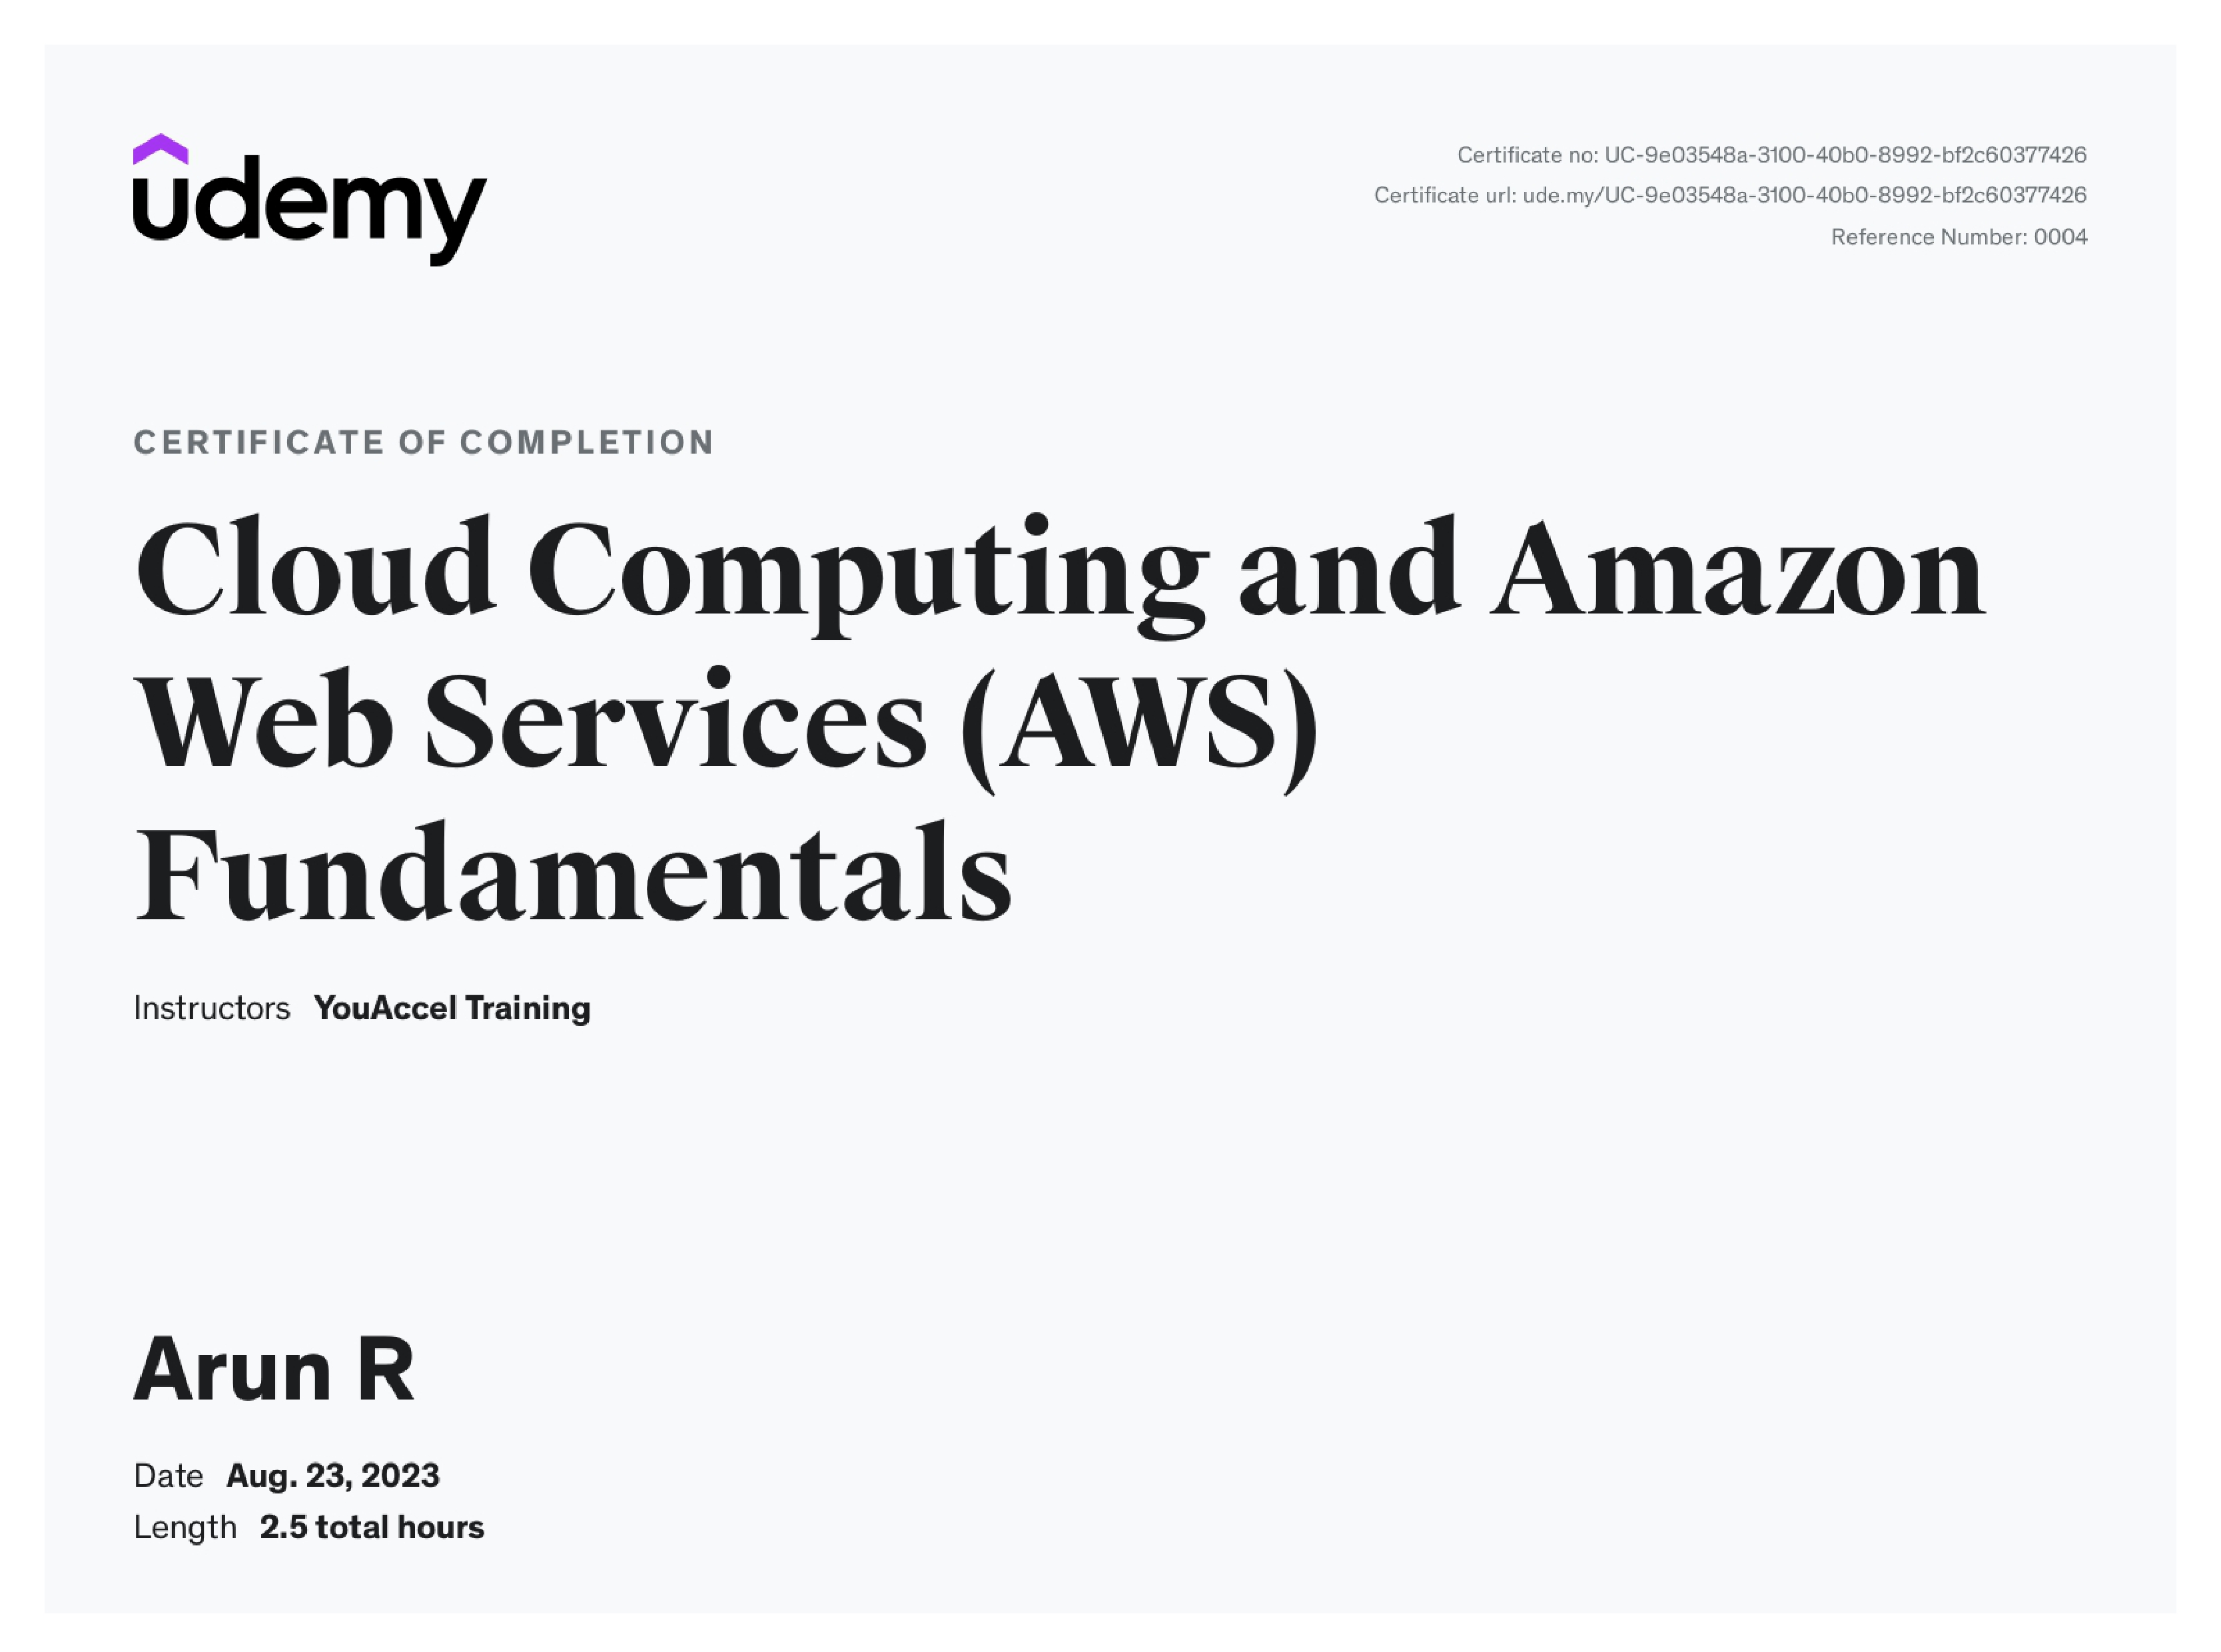 udemy
Certificate no: UC-9e03548a-3100-40b0-8992-bf2c60377426
Certificate url: ude.my/UC-9e03548a-3100-40b0-8992-bf2c60377426
Reference Number: 0004
CERTIFICATE OF COMPLETION
Cloud Computing and Amazon
Web Services (AWS)
Fundamentals
Instructors YouAccel Training
Arun R
Date Aug. 23, 2023
Length 2.5 total hours